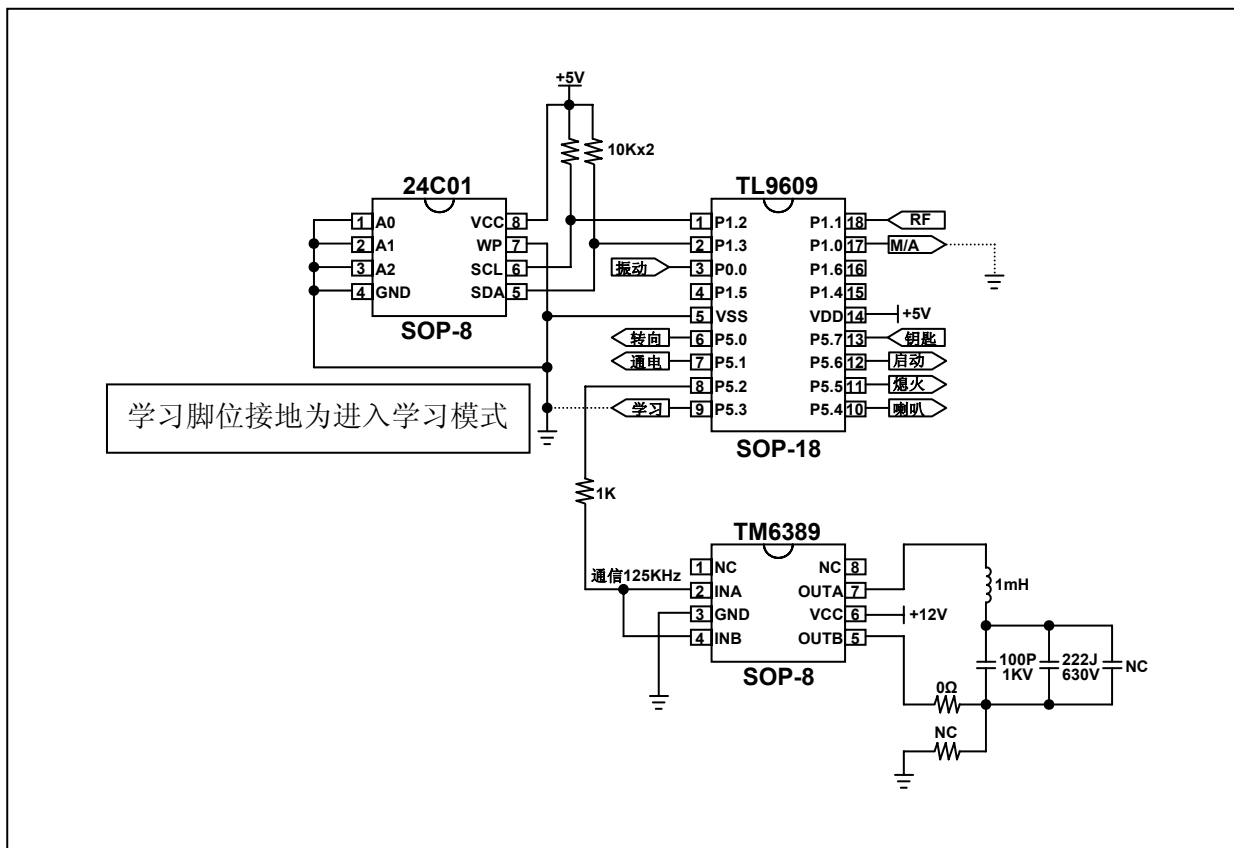 +5V
10Kx2
24C01
1 A0
2 A1
3 A2
4 GND
VCC 8
WP 7
SCL 6
SDA 5
SOP-8
TL9609
1 P1.2
2 P1.3
振动 3 P0.0
4 P1.5
5 VSS
转向 6 P5.0
通电 7 P5.1
8 P5.2
学习 9 P5.3
P1.1 18 RF
P1.0 17 M/A
P1.6 16
P1.4 15
VDD 14 +5V
P5.7 13 钥匙
P5.6 12 启动
P5.5 11 熄火
P5.4 10 喇叭
SOP-18
学习脚位接地为进入学习模式
1K
通信125KHz
TM6389
1 NC
2 INA
3 GND
4 INB
NC 8
OUTA 7
VCC 6 +12V
OUTB 5
SOP-8
1mH
100P
1KV
222J
630V
NC
0Ω
NC